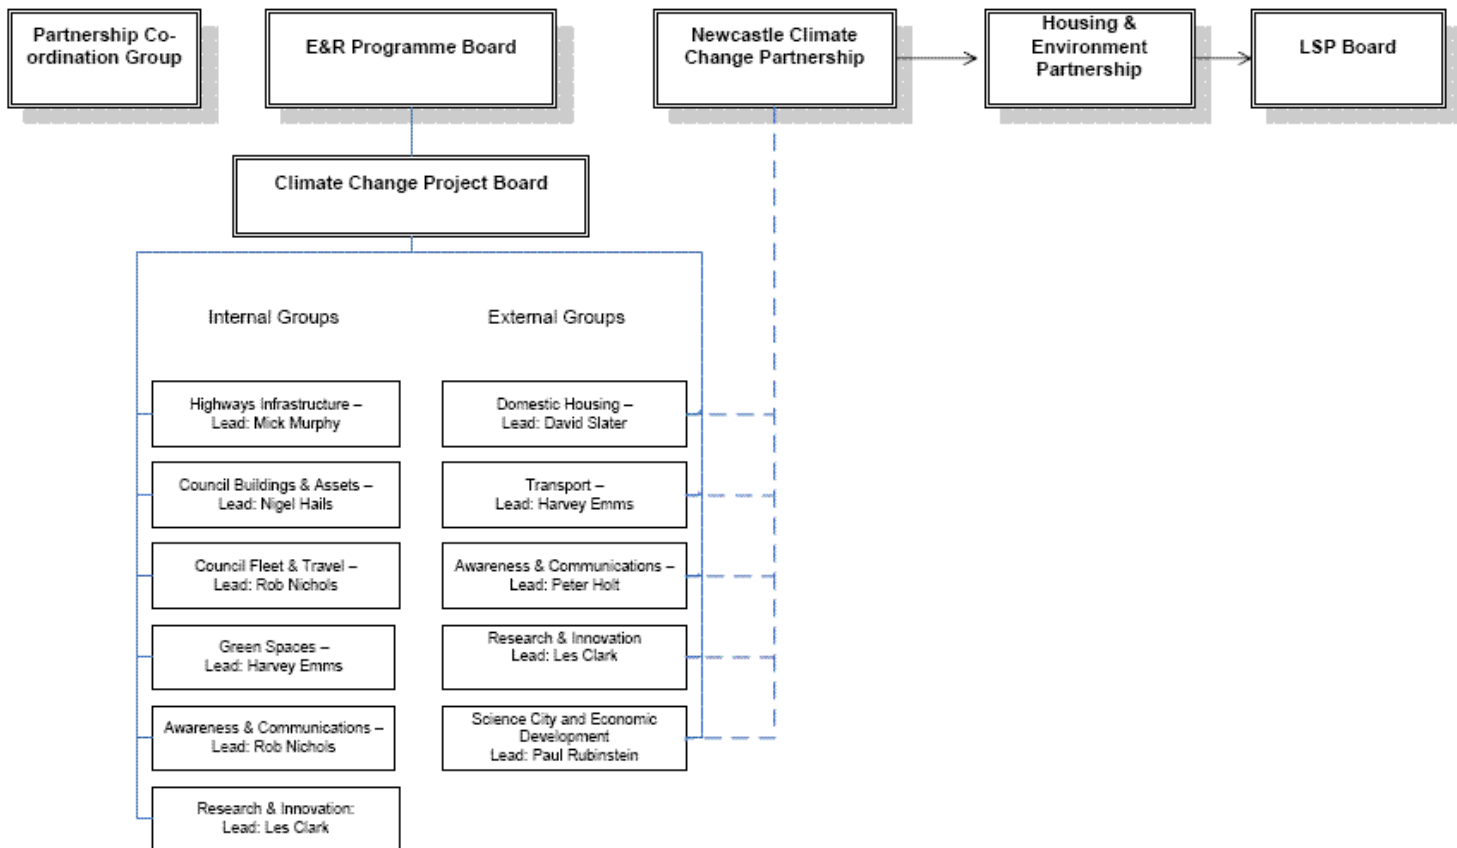 Partnership Co-
ordination Group
E&R Programme Board
Newcastle Climate
Change Partnership
Housing &
Environment
Partnership
LSP Board
Climate Change Project Board
Internal Groups
External Groups
Highways Infrastructure –
Lead: Mick Murphy
Domestic Housing –
Lead: David Slater
Council Buildings & Assets –
Lead: Nigel Hails
Transport –
Lead: Harvey Emms
Council Fleet & Travel –
Lead: Rob Nichols
Awareness & Communications –
Lead: Peter Holt
Green Spaces –
Lead: Harvey Emms
Research & Innovation
Lead: Les Clark
Awareness & Communications –
Lead: Rob Nichols
Science City and Economic
Development
Lead: Paul Rubinstein
Research & Innovation:
Lead: Les Clark